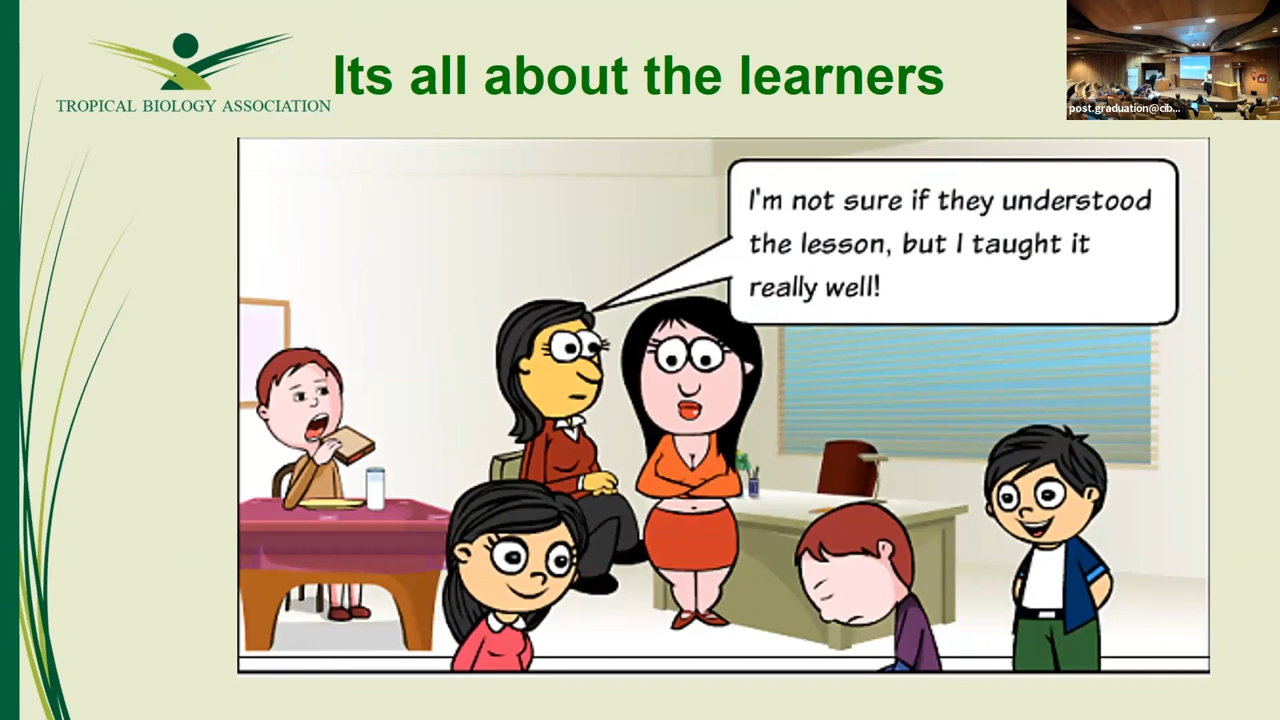 Its all about the learners
TROPICAL BIOLOGY ASSOCIATION
post.graduation@cib...
I'm not sure if they understood
the lesson, but I taught it
really well!